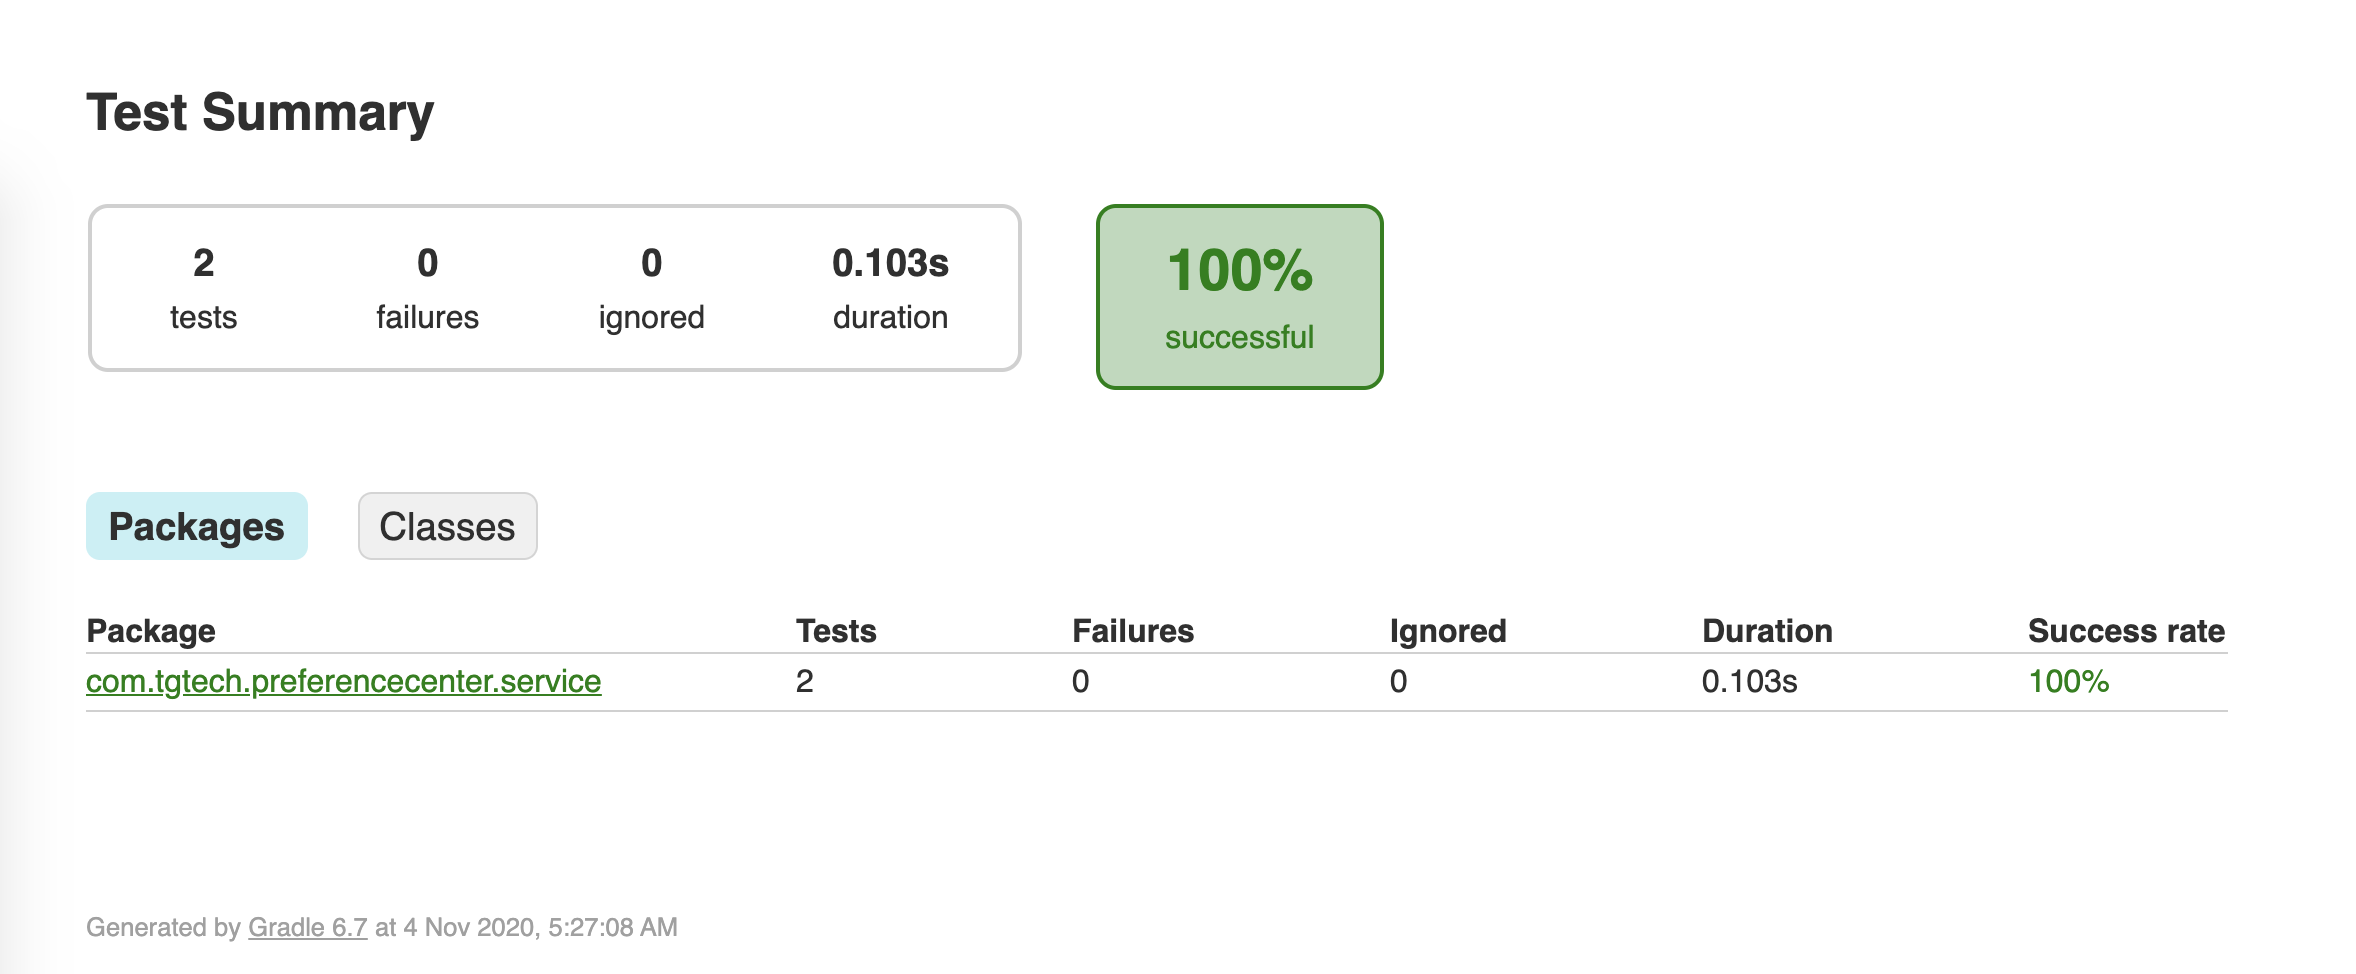 Test Summary
2 0 0 0.103s 100%
tests failures ignored duration successful
Packages Classes
Package Tests Failures Ignored Duration Success rate
com.tgtech.preferencecenter.service 2 0 0 0.103s 100%
Generated by Gradle 6.7 at 4 Nov 2020, 5:27:08 AM